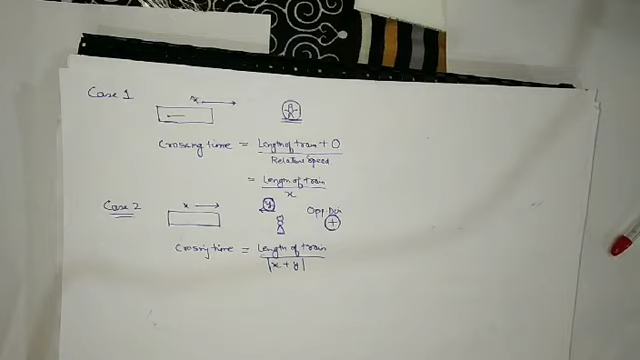 Case 1
x
Crossing time = Length of train + 0
Relative Speed
= Length of train
x
Case 2
x
y
Opp Dir
+
Crossing time = Length of train
|x + y|